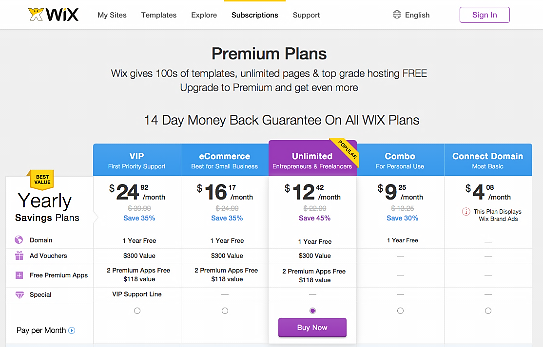 WiX My Sites Templates Explore Subscriptions Support English Sign In
Premium Plans
Wix gives 100s of templates, unlimited pages & top grade hosting FREE
Upgrade to Premium and get even more
14 Day Money Back Guarantee On All WIX Plans
POPULAR
VIP eCommerce Unlimited Combo Connect Domain
First Priority Support Best for Small Business Entrepreneurs & Freelancers For Personal Use Most Basic
BEST VALUE
Yearly
Savings Plans
$24.92 /month $16.17 /month $12.42 /month $9.25 /month $4.08 /month
Save 35% Save 35% Save 45% Save 30%
This Plan Displays
Wix Brand Ads
Domain 1 Year Free 1 Year Free 1 Year Free 1 Year Free —
Ad Vouchers $300 Value $300 Value $300 Value — —
Free Premium Apps 2 Premium Apps Free 2 Premium Apps Free 2 Premium Apps Free — —
$118 value $118 value $118 value
Special VIP Support Line — — — —
Pay per Month Buy Now